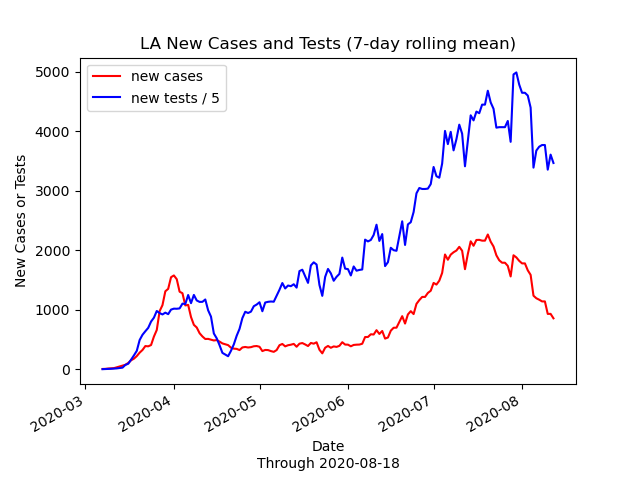 LA New Cases and Tests (7-day rolling mean)
new cases
new tests / 5
New Cases or Tests
5000
4000
3000
2000
1000
0
2020-03
2020-04
2020-05
2020-06
2020-07
2020-08
Date
Through 2020-08-18